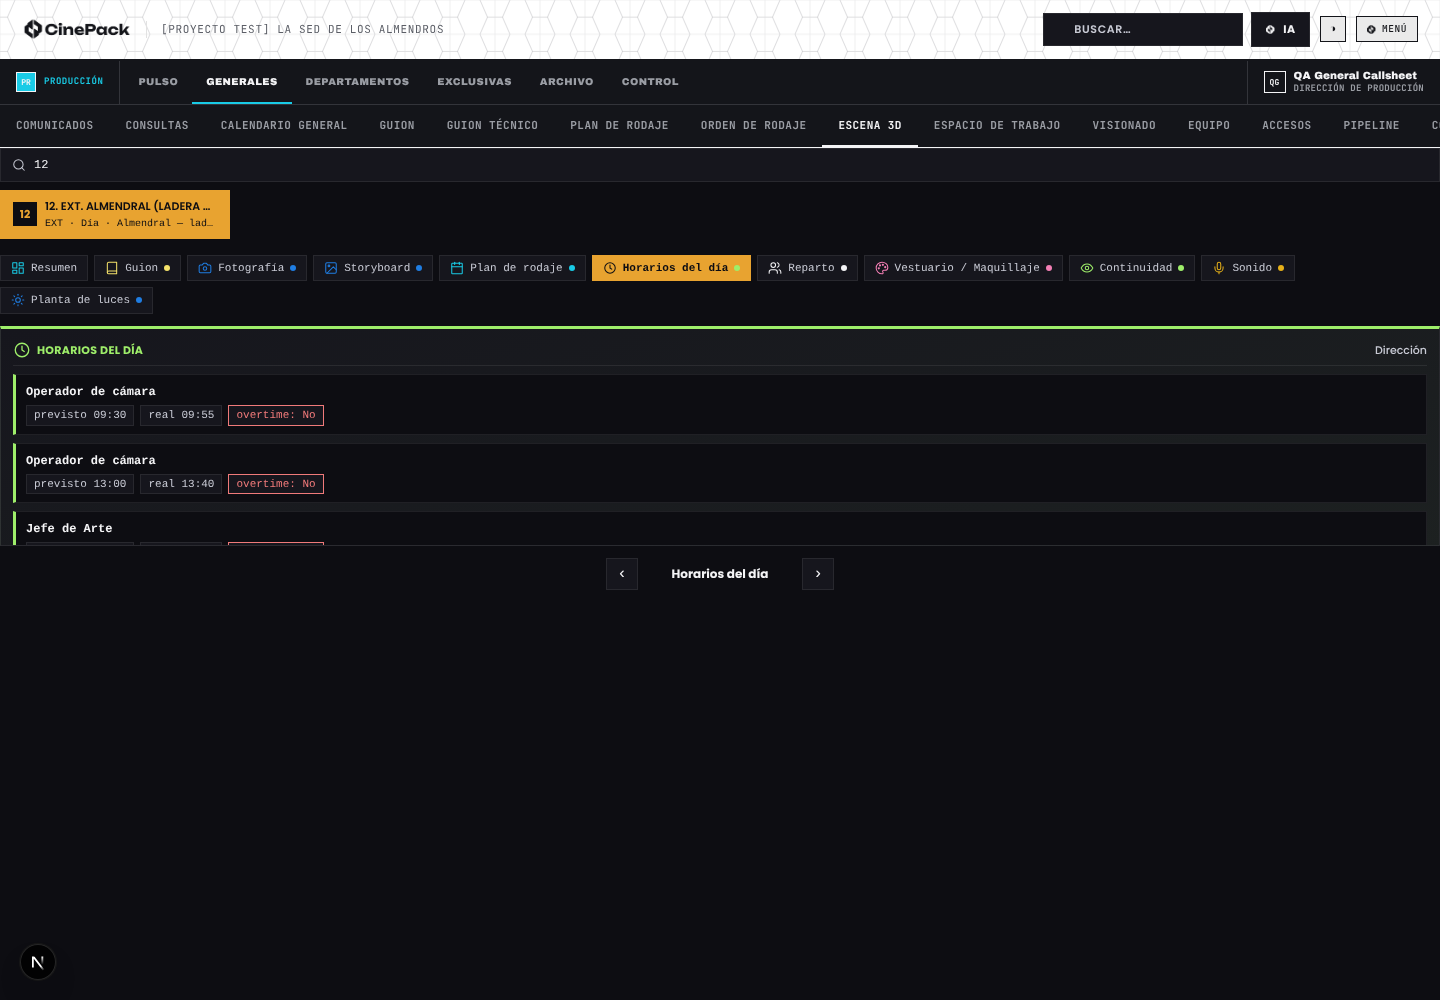 CinePack
[PROYECTO TEST] LA SED DE LOS ALMENDROS
BUSCAR…
IA
MENÚ
PR
PRODUCCIÓN
PULSO
GENERALES
DEPARTAMENTOS
EXCLUSIVAS
ARCHIVO
CONTROL
QG
QA General Callsheet
DIRECCIÓN DE PRODUCCIÓN
COMUNICADOS
CONSULTAS
CALENDARIO GENERAL
GUION
GUION TÉCNICO
PLAN DE RODAJE
ORDEN DE RODAJE
ESCENA 3D
ESPACIO DE TRABAJO
VISIONADO
EQUIPO
ACCESOS
PIPELINE
12
12
12. EXT. ALMENDRAL (LADERA …
EXT · Día · Almendral — lad…
Resumen
Guion
Fotografía
Storyboard
Plan de rodaje
Horarios del día
Reparto
Vestuario / Maquillaje
Continuidad
Sonido
Planta de luces
HORARIOS DEL DÍA
Dirección
Operador de cámara
previsto 09:30
real 09:55
overtime: No
Operador de cámara
previsto 13:00
real 13:40
overtime: No
Jefe de Arte
‹
Horarios del día
›
N